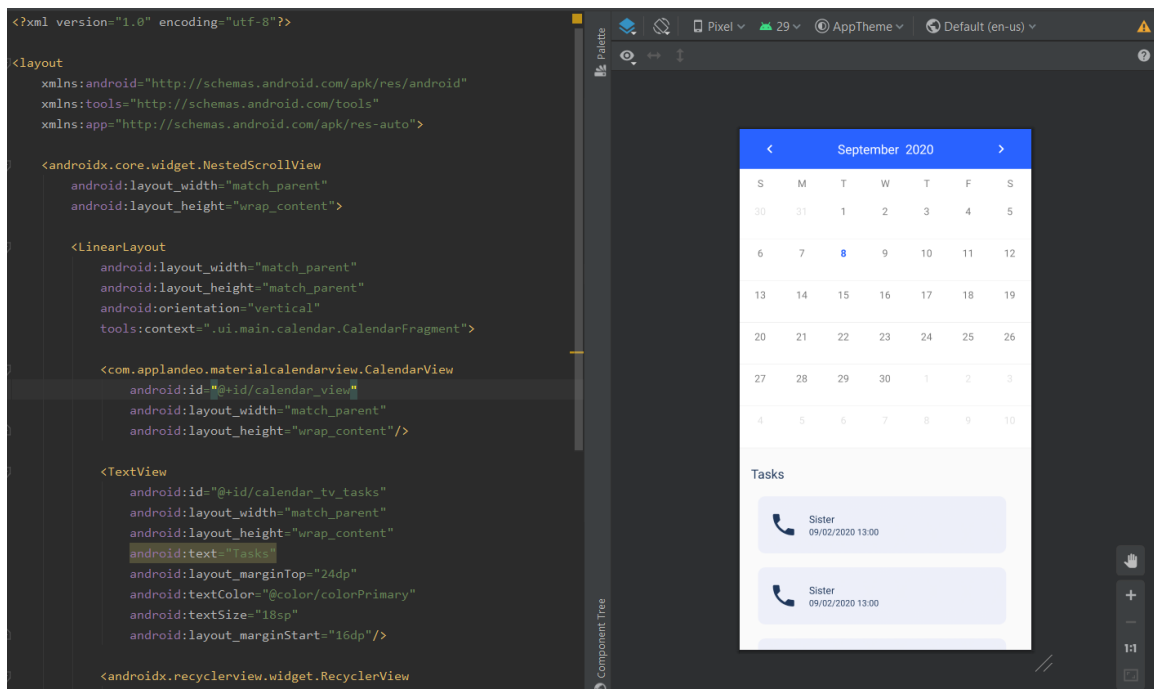 <?xml version="1.0" encoding="utf-8"?>
<layout
xmlns:android="http://schemas.android.com/apk/res/android"
xmlns:tools="http://schemas.android.com/tools"
xmlns:app="http://schemas.android.com/apk/res-auto">
<androidx.core.widget.NestedScrollView
android:layout_width="match_parent"
android:layout_height="wrap_content">
<LinearLayout
android:layout_width="match_parent"
android:layout_height="match_parent"
android:orientation="vertical"
tools:context=".ui.main.calendar.CalendarFragment">
<com.applandeo.materialcalendarview.CalendarView
android:id="@+id/calendar_view"
android:layout_width="match_parent"
android:layout_height="wrap_content"/>
<TextView
android:id="@+id/calendar_tv_tasks"
android:layout_width="match_parent"
android:layout_height="wrap_content"
android:text="Tasks"
android:layout_marginTop="24dp"
android:textColor="@color/colorPrimary"
android:textSize="18sp"
android:layout_marginStart="16dp"/>
<androidx.recyclerview.widget.RecyclerView
Palette
Component Tree
Pixel 29 AppTheme Default (en-us)
September 2020
S M T W T F S
30 31 1 2 3 4 5
6 7 8 9 10 11 12
13 14 15 16 17 18 19
20 21 22 23 24 25 26
27 28 29 30 1 2 3
4 5 6 7 8 9 10
Tasks
Sister
09/02/2020 13:00
Sister
09/02/2020 13:00
1:1